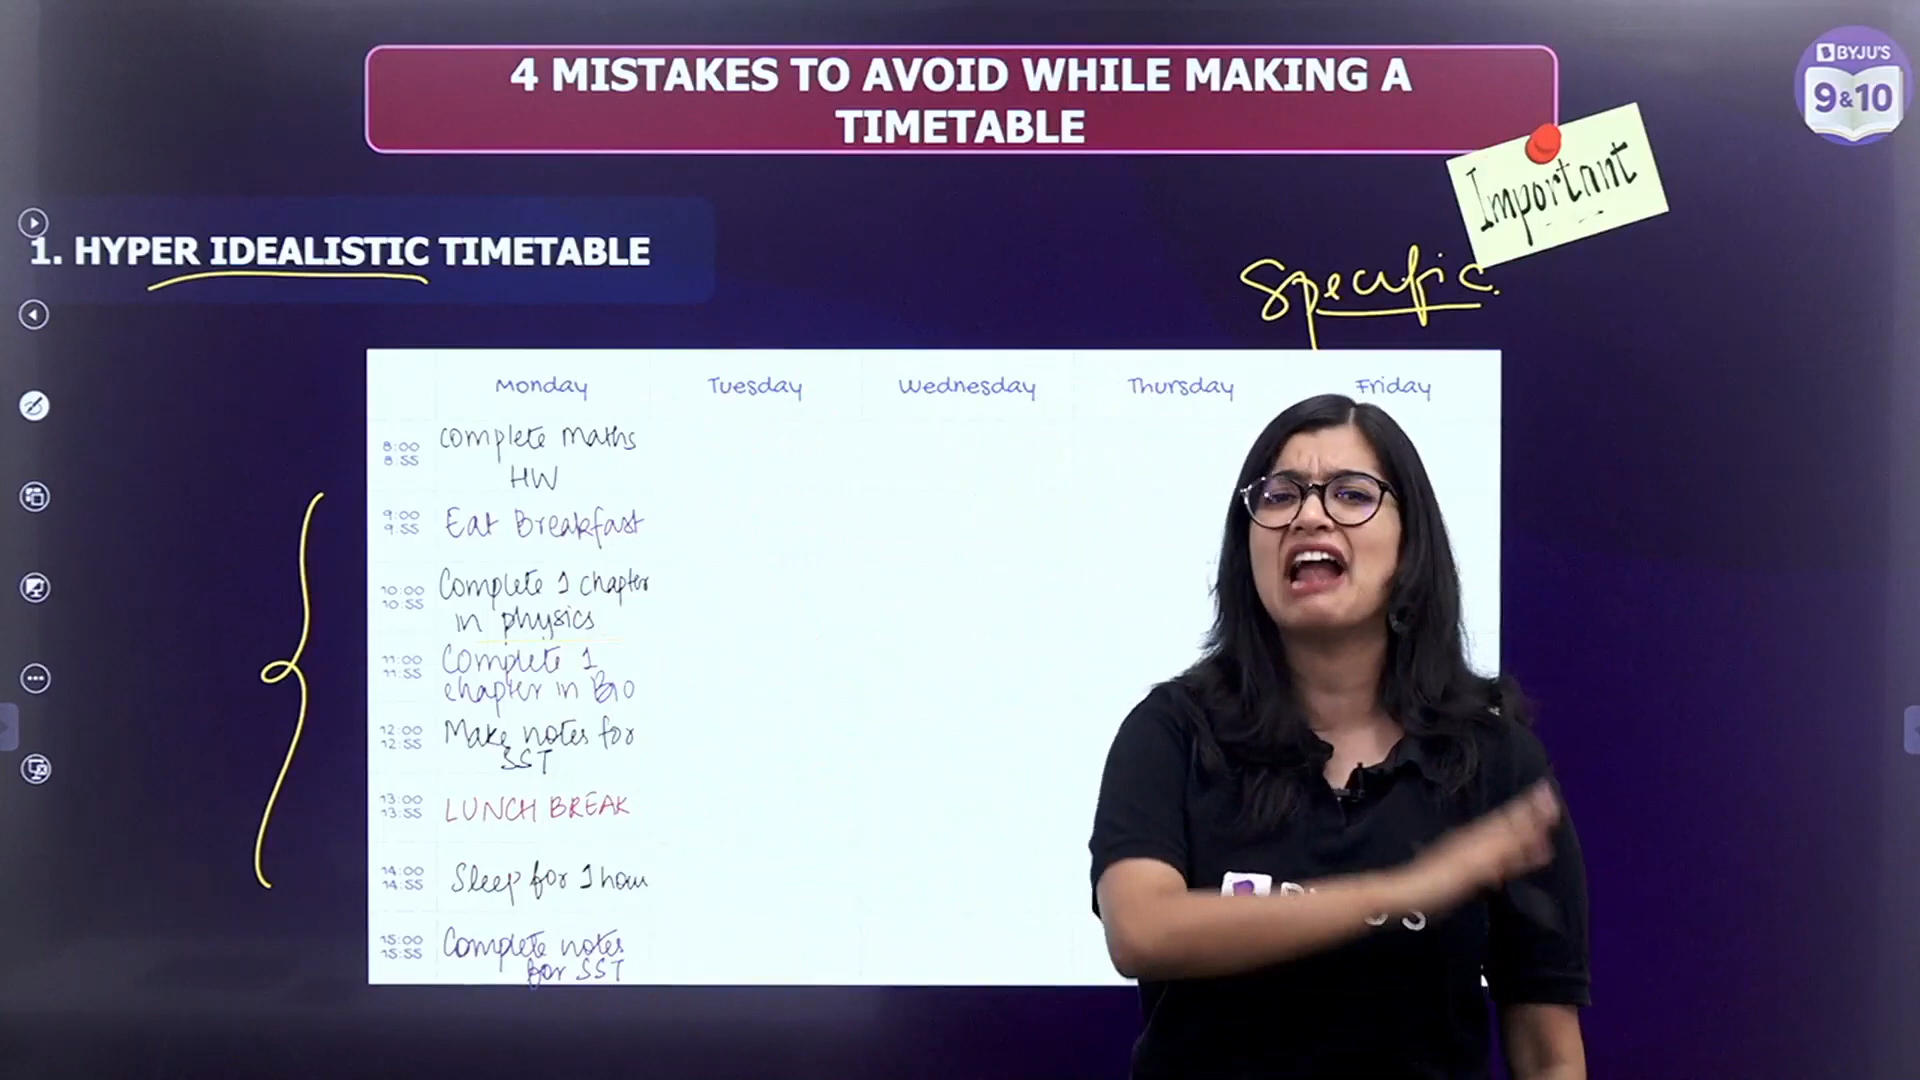 4 MISTAKES TO AVOID WHILE MAKING A
TIMETABLE
BYJU'S
9&10
Important
1. HYPER IDEALISTIC TIMETABLE
Specific.
Monday Tuesday Wednesday Thursday Friday
8:00
8:55
Complete Maths
HW
9:00
9:55
Eat Breakfast
10:00
10:55
Complete 1 chapter
in physics
11:00
11:55
Complete 1
chapter in Bio
12:00
12:55
Make notes for
SST
13:00
13:55
LUNCH BREAK
14:00
14:55
Sleep for 1 hour
15:00
15:55
Complete notes
for SST